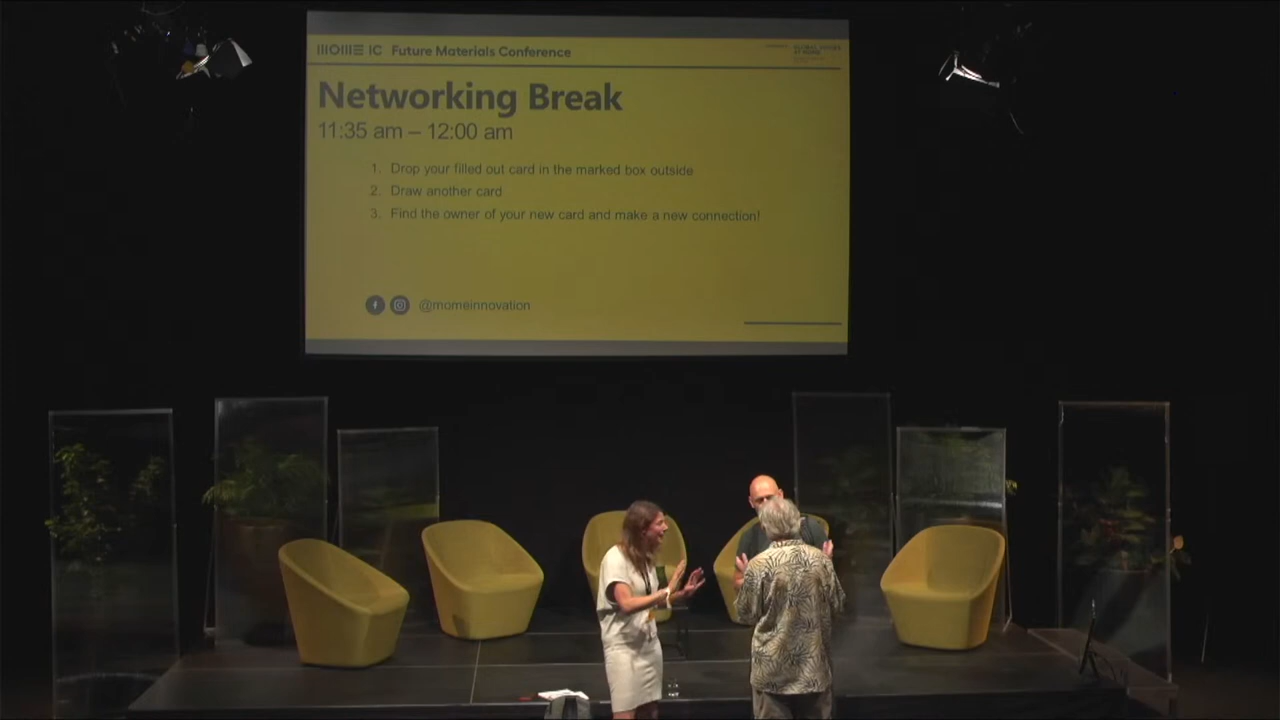 MOME IC Future Materials Conference
Networking Break
11:35 am – 12:00 am
1. Drop your filled out card in the marked box outside
2. Draw another card
3. Find the owner of your new card and make a new connection!
@momeinnovation